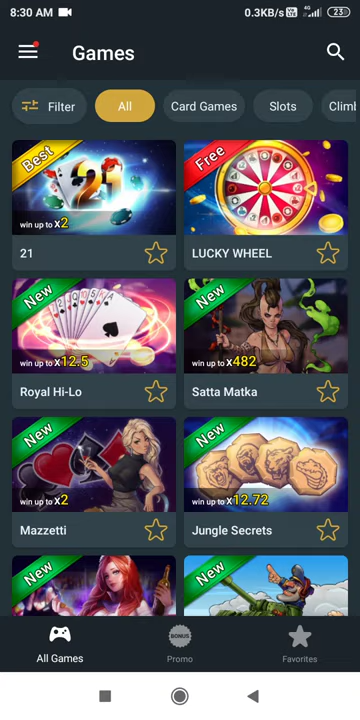 8:30 AM
0.3KB/s
4G
23
Games
Filter
All
Card Games
Slots
Climb
Best
21
win up to x2
21
Free
LUCKY WHEEL
New
win up to x12.5
Royal Hi-Lo
New
win up to x482
Satta Matka
New
win up to x2
Mazzetti
New
win up to x12.72
Jungle Secrets
New
New
All Games
BONUS
Promo
Favorites